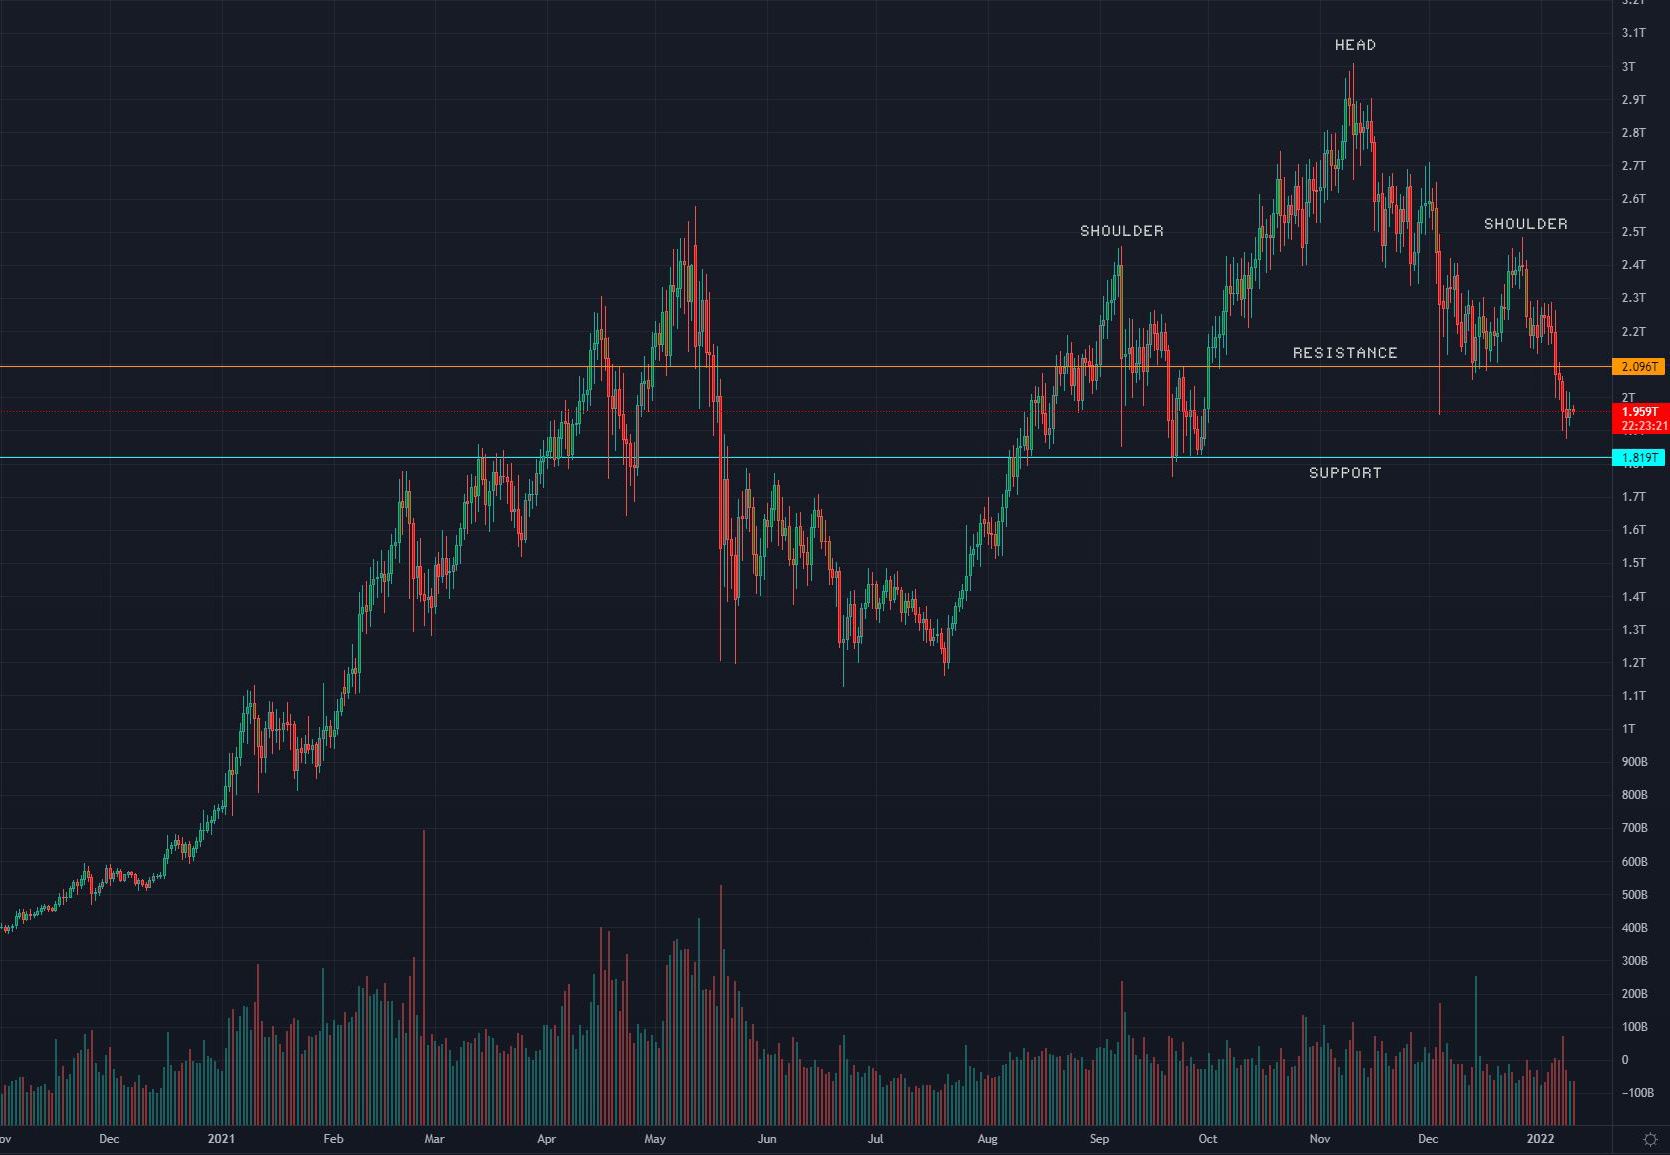 3.2T
3.1T
HEAD
3T
2.9T
2.8T
2.7T
2.6T
SHOULDER
SHOULDER
2.5T
2.4T
2.3T
2.2T
RESISTANCE
2.096T
2T
1.959T
22:23:21
1.819T
SUPPORT
1.7T
1.6T
1.5T
1.4T
1.3T
1.2T
1.1T
1T
900B
800B
700B
600B
500B
400B
300B
200B
100B
0
−100B
ov Dec 2021 Feb Mar Apr May Jun Jul Aug Sep Oct Nov Dec 2022